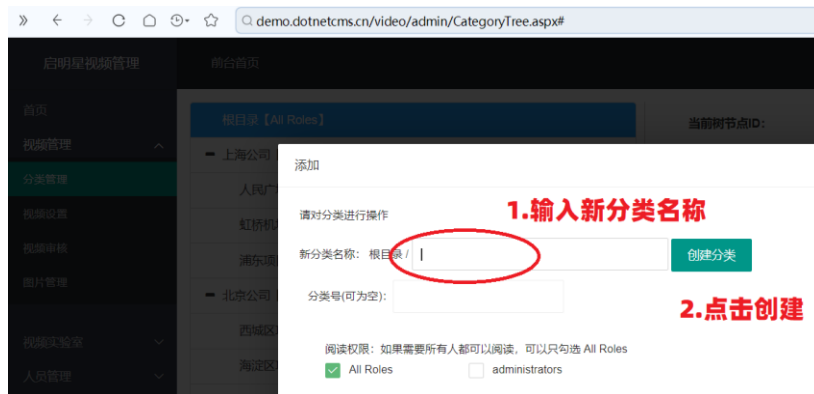 demo.dotnetcms.cn/video/admin/CategoryTree.aspx#
启明星视频管理
前台首页
首页
根目录【All Roles】
当前树节点ID：
视频管理
上海公司
添加
分类管理
人民广
请对分类进行操作
1.输入新分类名称
视频设置
虹桥机
新分类名称： 根目录 /
创建分类
视频审核
浦东项
图片管理
北京公司
分类号(可为空):
2.点击创建
西城区
视频实验室
阅读权限：如果需要所有人都可以阅读，可以只勾选 All Roles
海淀区
人员管理
All Roles
administrators